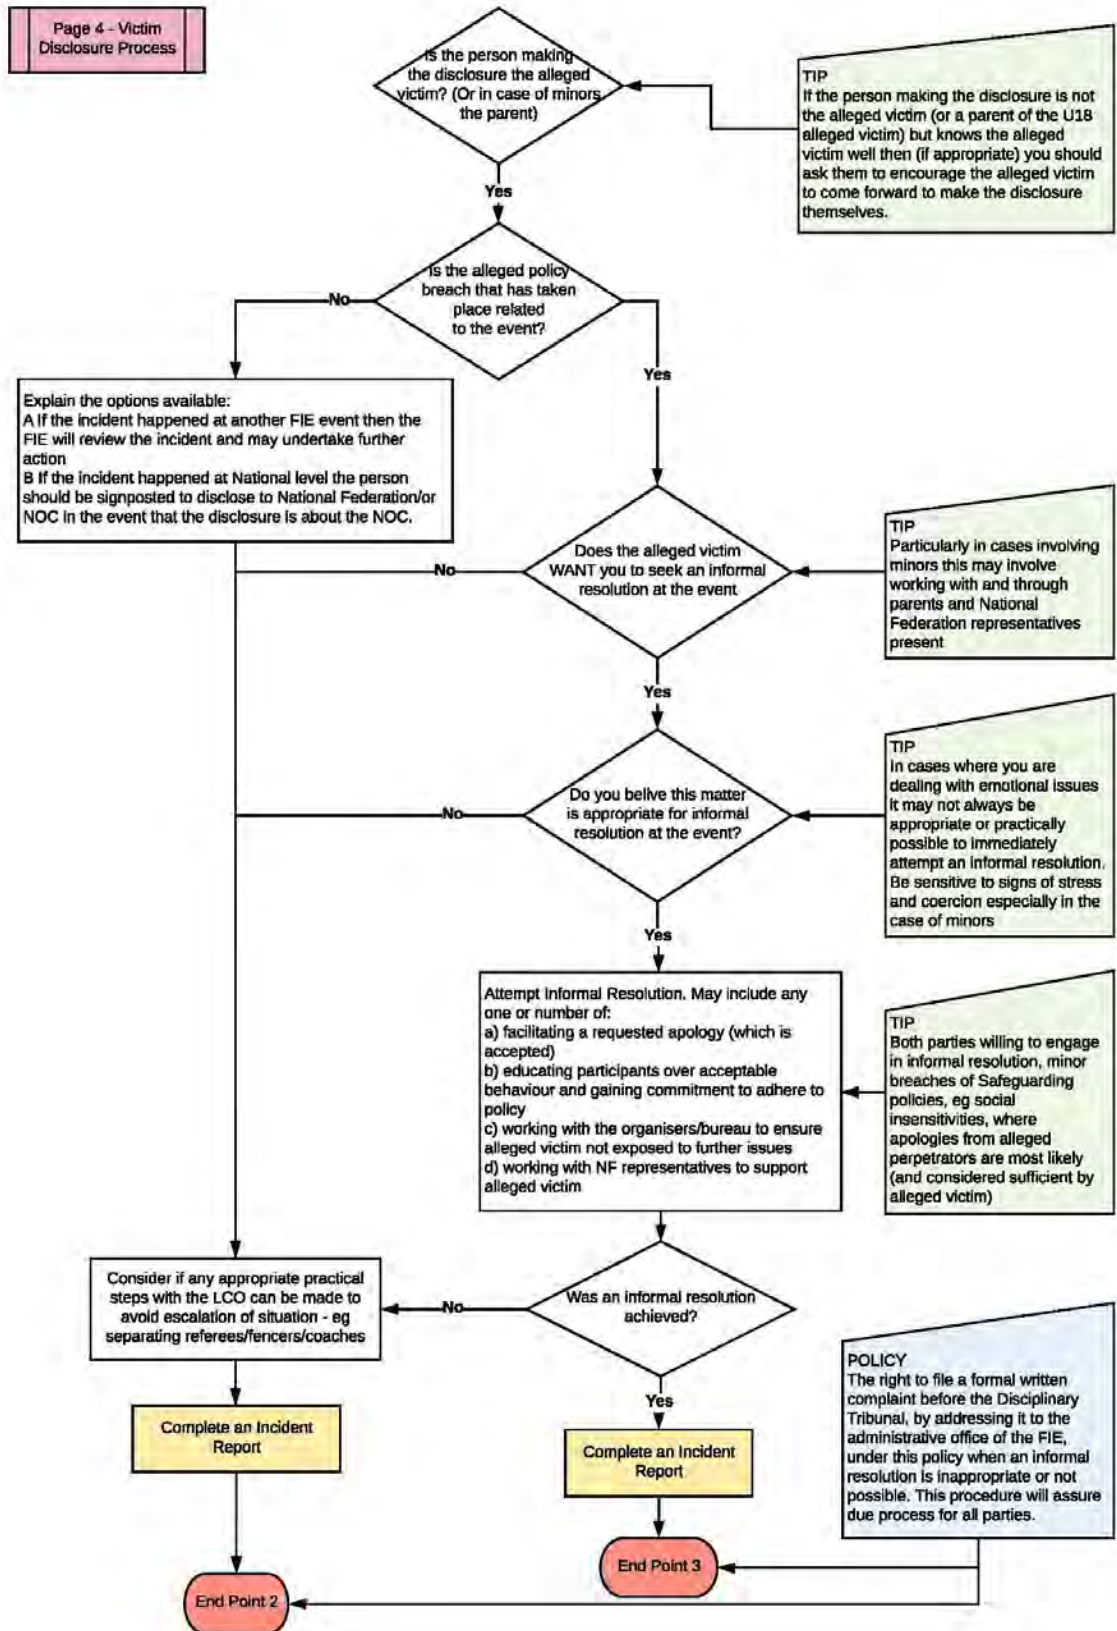 Page 4 - Victim
Disclosure Process
Is the person making
the disclosure the alleged
victim? (Or in case of minors
the parent)
TIP
If the person making the disclosure is not
the alleged victim (or a parent of the U18
alleged victim) but knows the alleged
victim well then (if appropriate) you should
ask them to encourage the alleged victim
to come forward to make the disclosure
themselves.
Yes
Is the alleged policy
breach that has taken
place related
to the event?
No
Yes
Explain the options available:
A If the incident happened at another FIE event then the
FIE will review the incident and may undertake further
action
B If the incident happened at National level the person
should be signposted to disclose to National Federation/or
NOC in the event that the disclosure is about the NOC.
Does the alleged victim
WANT you to seek an informal
resolution at the event
No
TIP
Particularly in cases involving
minors this may involve
working with and through
parents and National
Federation representatives
present
Yes
Do you belive this matter
is appropriate for informal
resolution at the event?
No
TIP
In cases where you are
dealing with emotional issues
it may not always be
appropriate or practically
possible to immediately
attempt an informal resolution.
Be sensitive to signs of stress
and coercion especially in the
case of minors
Yes
Attempt Informal Resolution. May include any
one or number of:
a) facilitating a requested apology (which is
accepted)
b) educating participants over acceptable
behaviour and gaining commitment to adhere to
policy
c) working with the organisers/bureau to ensure
alleged victim not exposed to further issues
d) working with NF representatives to support
alleged victim
TIP
Both parties willing to engage
in informal resolution, minor
breaches of Safeguarding
policies, eg social
insensitivities, where
apologies from alleged
perpetrators are most likely
(and considered sufficient by
alleged victim)
Consider if any appropriate practical
steps with the LCO can be made to
avoid escalation of situation - eg
separating referees/fencers/coaches
No
Was an informal resolution
achieved?
Yes
POLICY
The right to file a formal written
complaint before the Disciplinary
Tribunal, by addressing it to the
administrative office of the FIE,
under this policy when an informal
resolution is inappropriate or not
possible. This procedure will assure
due process for all parties.
Complete an Incident
Report
Complete an Incident
Report
End Point 3
End Point 2